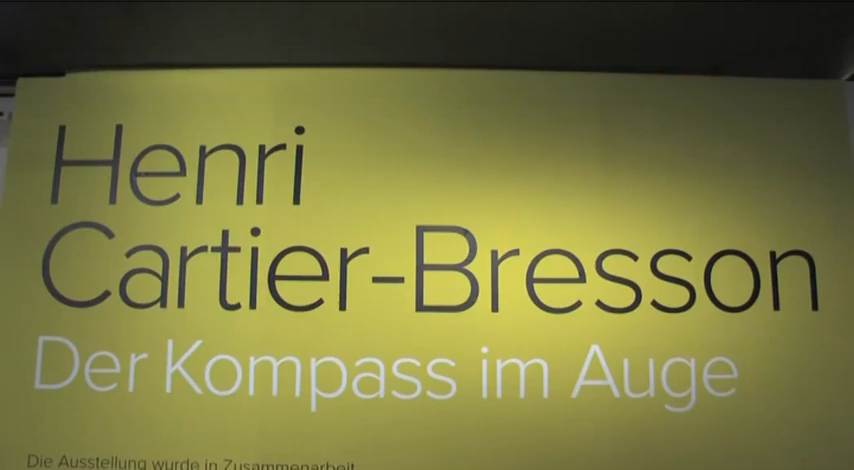 Henri
Cartier-Bresson
Der Kompass im Auge
Die Ausstellung wurde in Zusammenarbeit